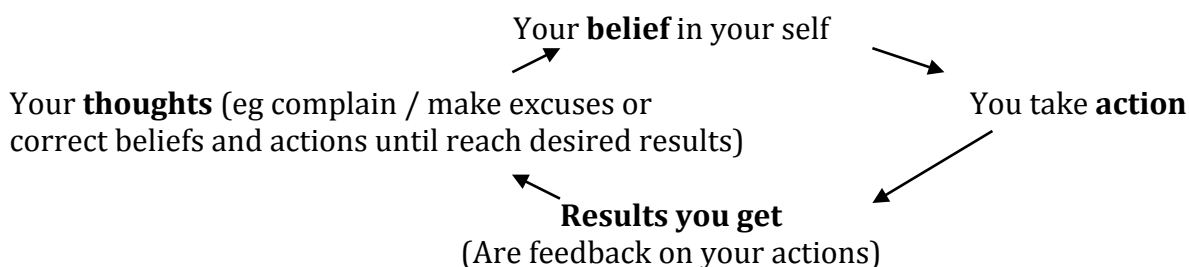 Your belief in your self
Your thoughts (eg complain / make excuses or
You take action
correct beliefs and actions until reach desired results)
Results you get
(Are feedback on your actions)